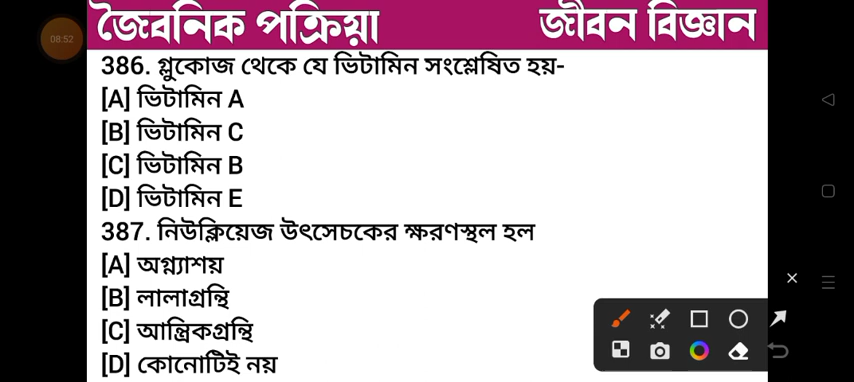 08:52
জৈবনিক পক্রিয়া জীবন বিজ্ঞান
386. গ্লুকোজ থেকে যে ভিটামিন সংশ্লেষিত হয়-
[A] ভিটামিন A
[B] ভিটামিন C
[C] ভিটামিন B
[D] ভিটামিন E
387. নিউক্লিয়েজ উৎসেচকের ক্ষরণস্থল হল
[A] অগ্ন্যাশয়
[B] লালাগ্রন্থি
[C] আন্ত্রিকগ্রন্থি
[D] কোনোটিই নয়